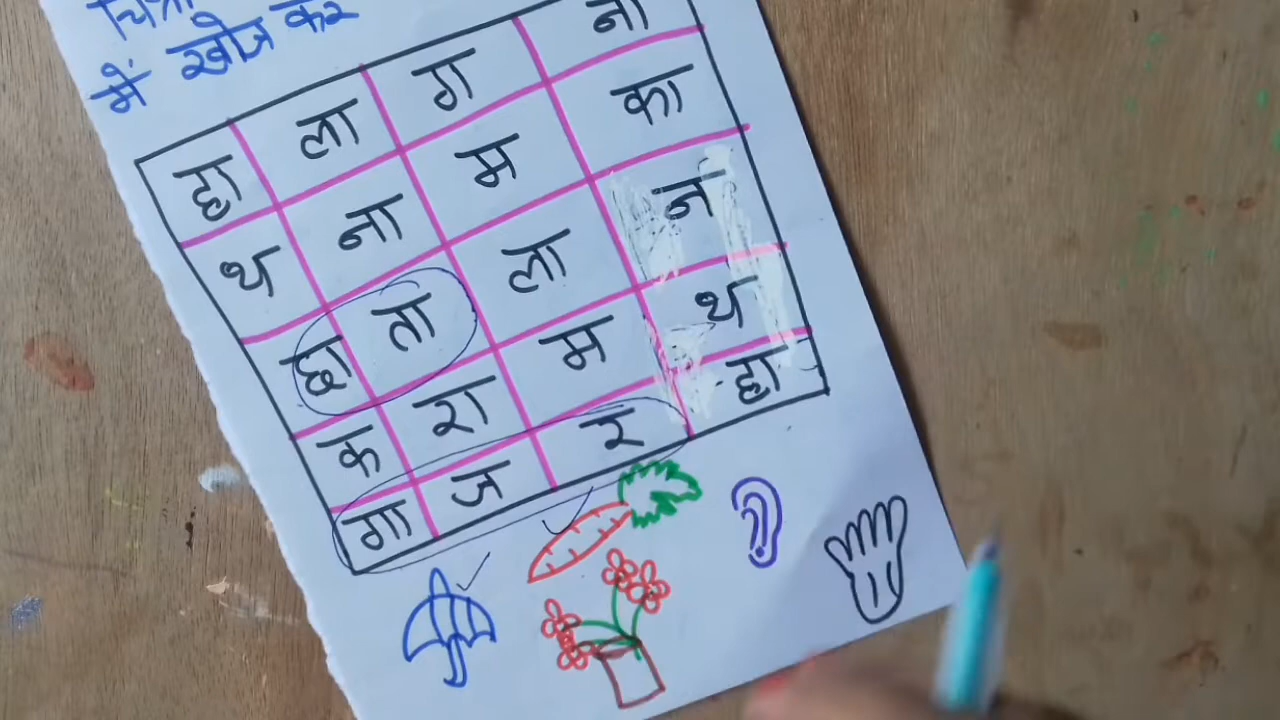 में खोज कर
हा ला ग ना
थ ना म का
छा ता ला न
क रा म थ
गा ज र हा